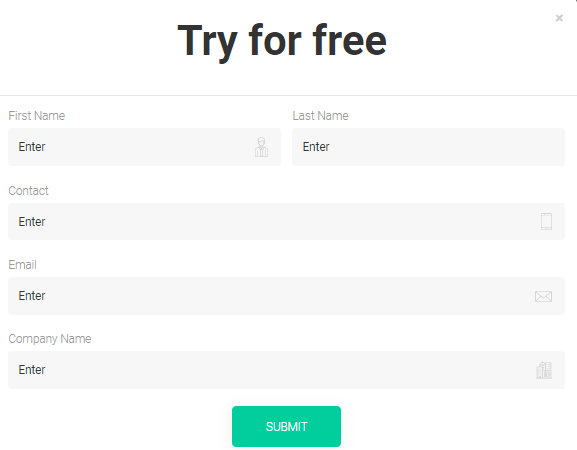 Try for free
First Name Last Name
Enter Enter
Contact
Enter
Email
Enter
Company Name
Enter
SUBMIT